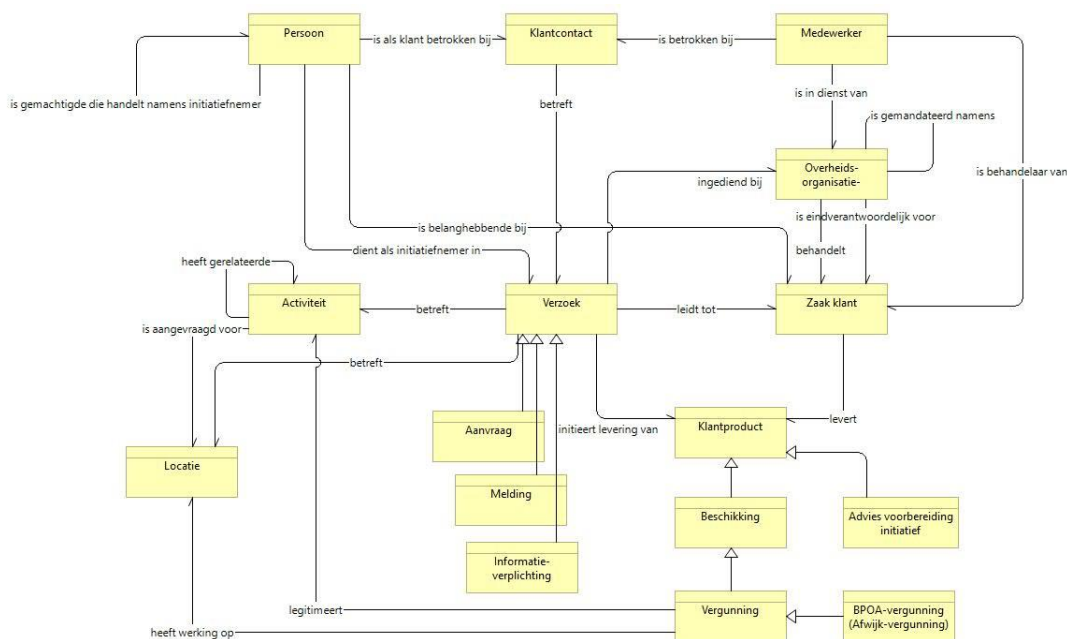 Persoon
is als klant betrokken bij
Klantcontact
is betrokken bij
Medewerker
is gemachtigde die handelt namens initiatiefnemer
betreft
is in dienst van
is gemandateerd namens
Overheids-
organisatie-
is behandelaar van
ingediend bij
is eindverantwoordelijk voor
is belanghebbende bij
dient als initiatiefnemer in
behandelt
heeft gerelateerde
Activiteit
betreft
Verzoek
leidt tot
Zaak klant
is aangevraagd voor
betreft
Aanvraag
initieert levering van
Klantproduct
levert
Locatie
Melding
Beschikking
Advies voorbereiding
initiatief
Informatie-
verplichting
legitimeert
Vergunning
BPOA-vergunning
(Afwijk-vergunning)
heeft werking op